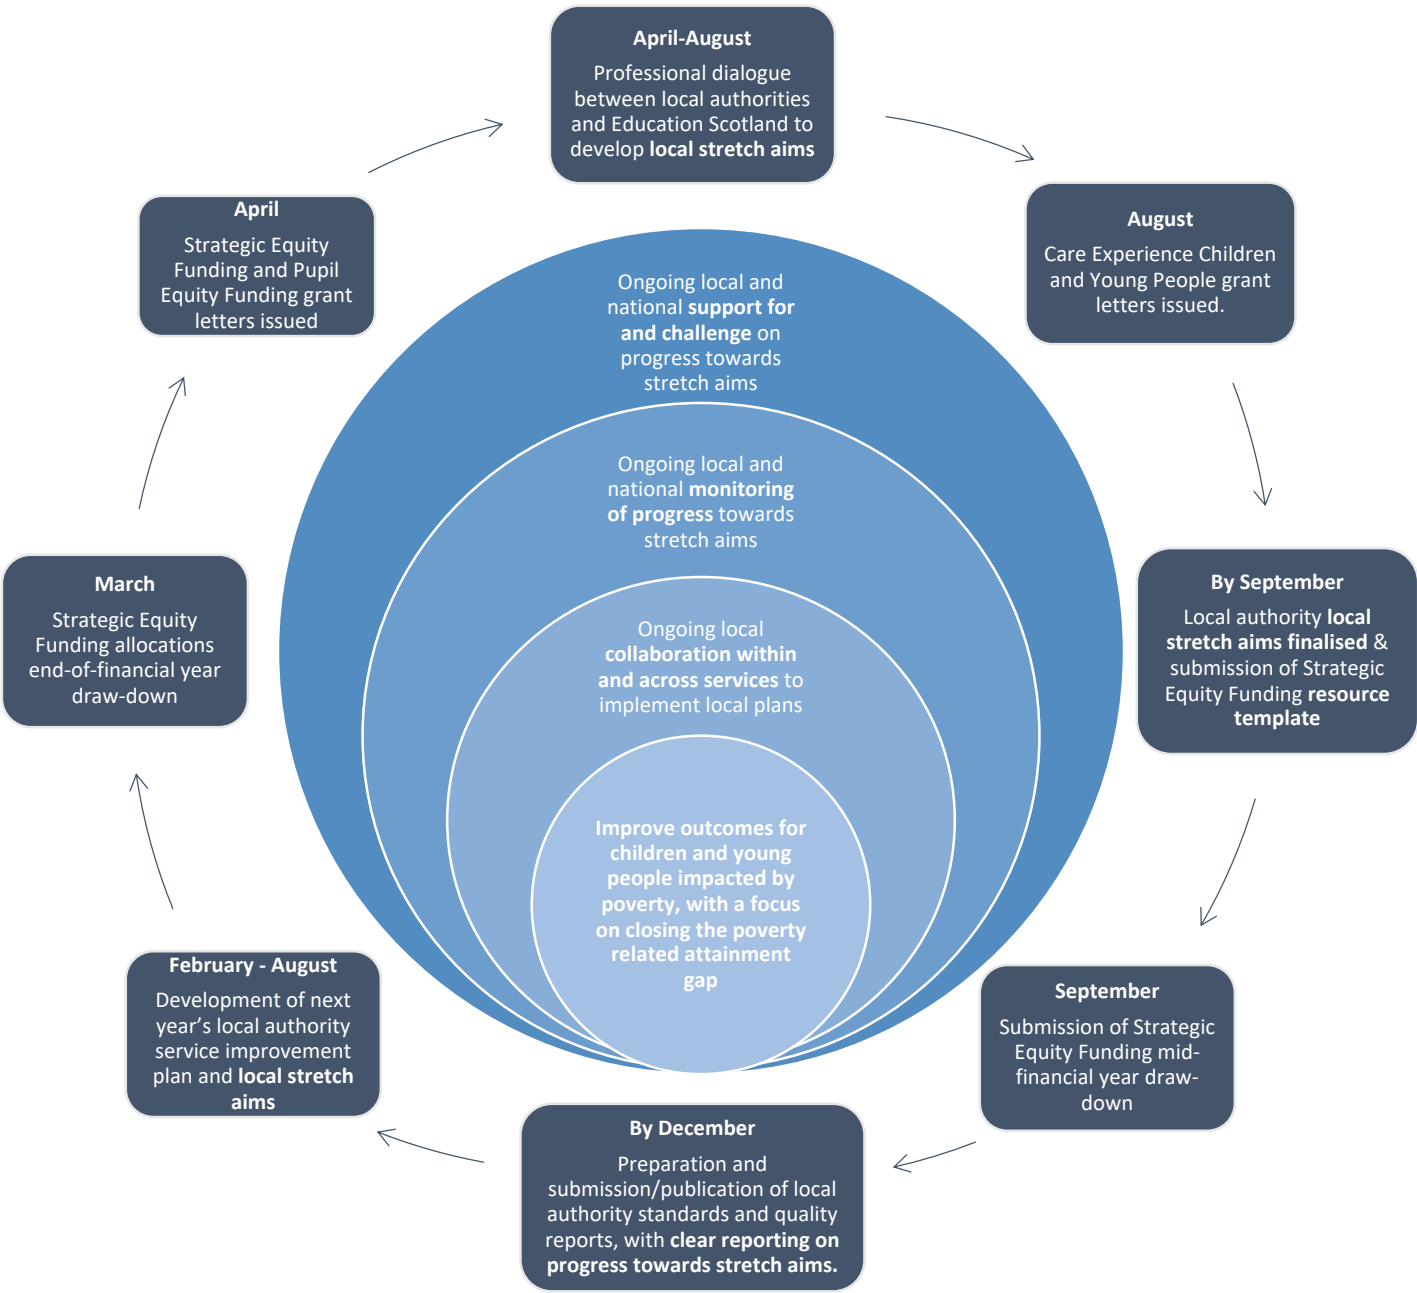 April-August
Professional dialogue
between local authorities
and Education Scotland to
develop local stretch aims
August
Care Experience Children
and Young People grant
letters issued.
By September
Local authority local
stretch aims finalised &
submission of Strategic
Equity Funding resource
template
September
Submission of Strategic
Equity Funding mid-
financial year draw-
down
By December
Preparation and
submission/publication of local
authority standards and quality
reports, with clear reporting on
progress towards stretch aims.
February - August
Development of next
year’s local authority
service improvement
plan and local stretch
aims
March
Strategic Equity
Funding allocations
end-of-financial year
draw-down
April
Strategic Equity
Funding and Pupil
Equity Funding grant
letters issued
Ongoing local and
national support for
and challenge on
progress towards
stretch aims
Ongoing local and
national monitoring
of progress towards
stretch aims
Ongoing local
collaboration within
and across services to
implement local plans
Improve outcomes for
children and young
people impacted by
poverty, with a focus
on closing the poverty
related attainment
gap